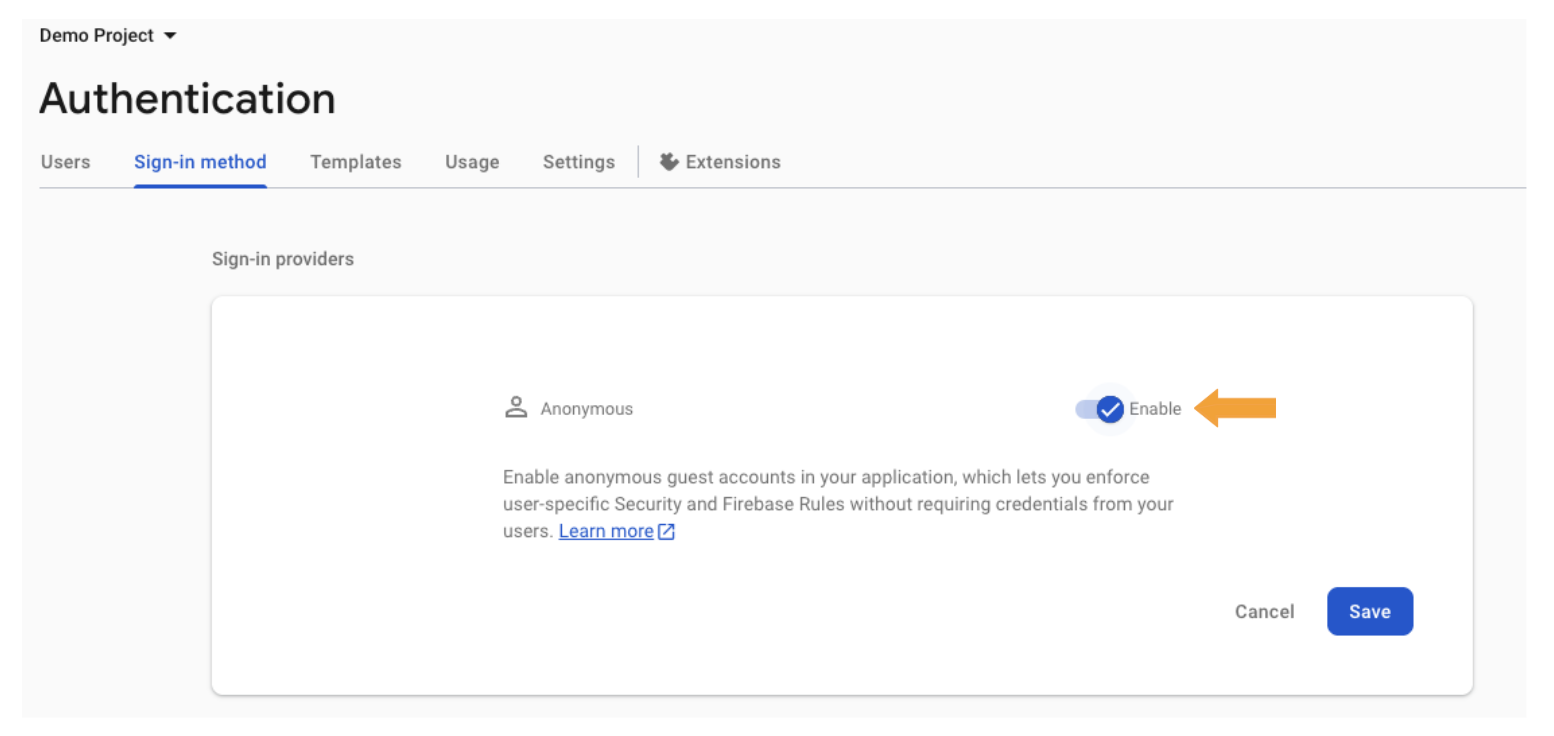 Demo Project
Authentication
Users Sign-in method Templates Usage Settings Extensions
Sign-in providers
Anonymous Enable
Enable anonymous guest accounts in your application, which lets you enforce
user-specific Security and Firebase Rules without requiring credentials from your
users. Learn more
Cancel Save